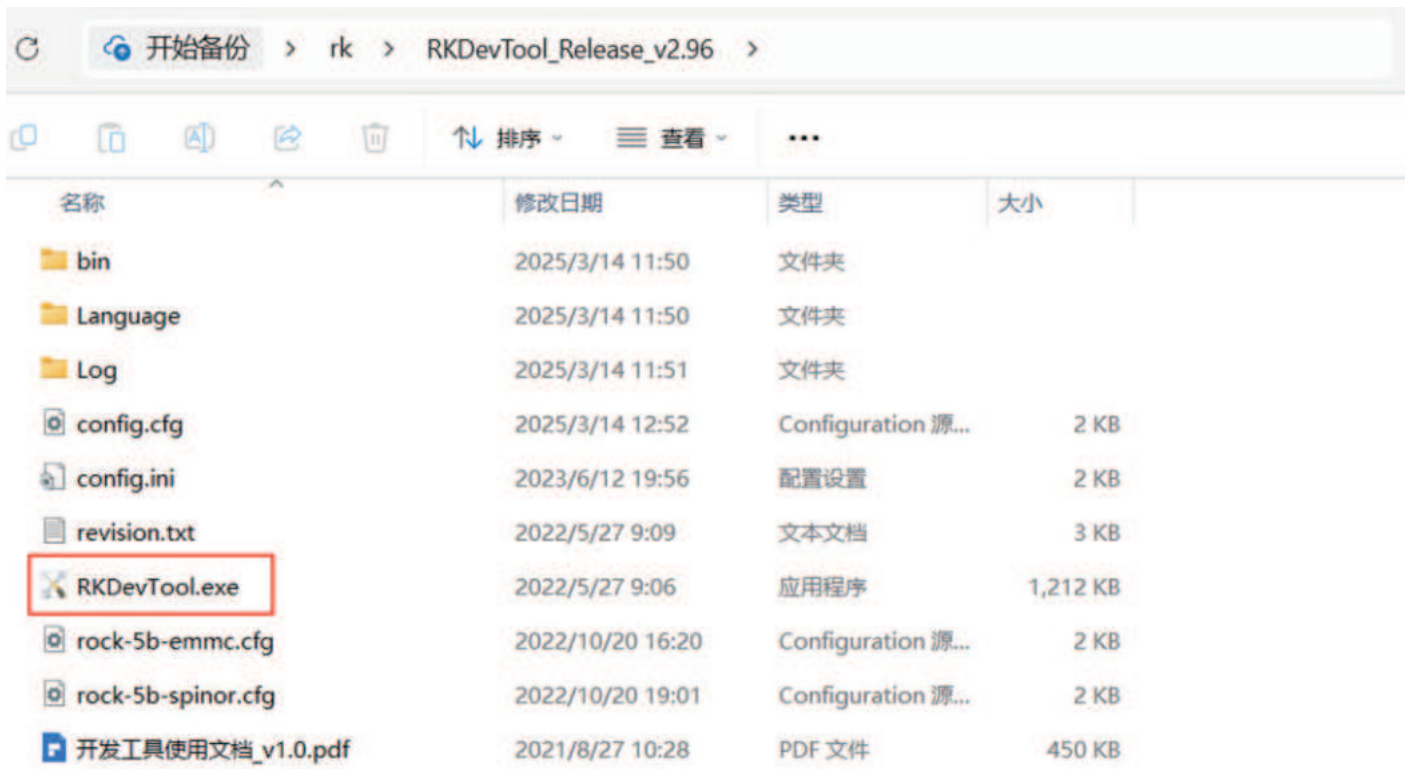 开始备份 > rk > RKDevTool_Release_v2.96 >
排序 查看 ...
名称 修改日期 类型 大小
bin 2025/3/14 11:50 文件夹
Language 2025/3/14 11:50 文件夹
Log 2025/3/14 11:51 文件夹
config.cfg 2025/3/14 12:52 Configuration 源... 2 KB
config.ini 2023/6/12 19:56 配置设置 2 KB
revision.txt 2022/5/27 9:09 文本文档 3 KB
RKDevTool.exe 2022/5/27 9:06 应用程序 1,212 KB
rock-5b-emmc.cfg 2022/10/20 16:20 Configuration 源... 2 KB
rock-5b-spinor.cfg 2022/10/20 19:01 Configuration 源... 2 KB
开发工具使用文档_v1.0.pdf 2021/8/27 10:28 PDF 文件 450 KB